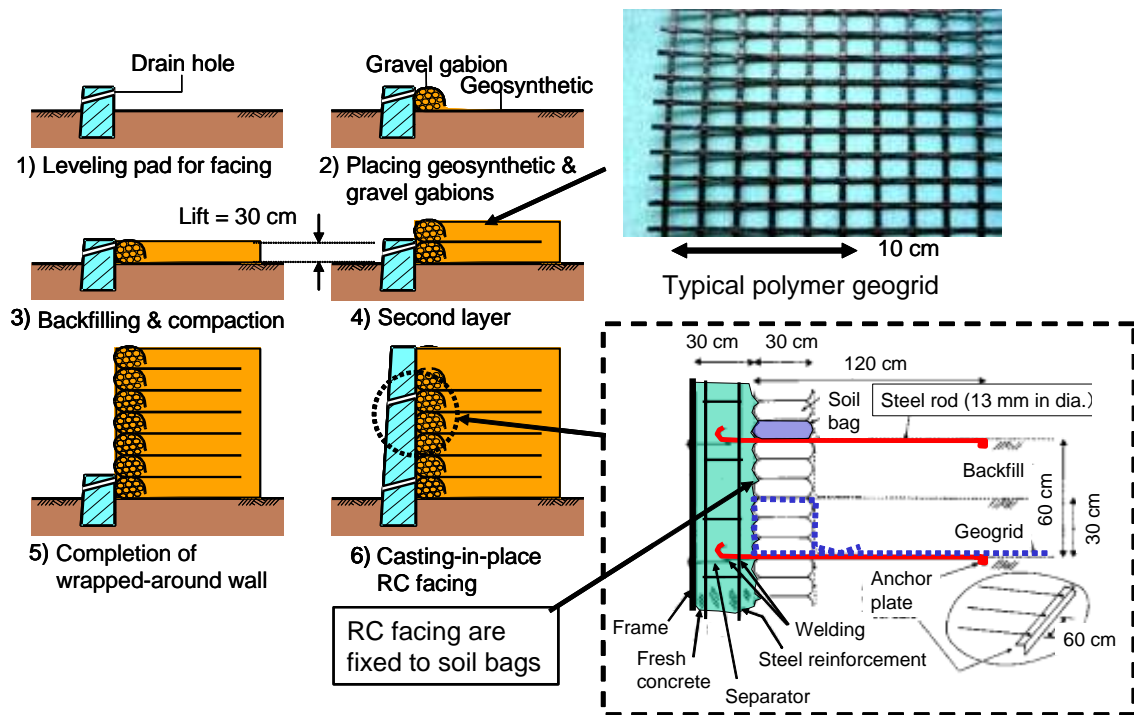 Drain hole
1) Leveling pad for facing
Gravel gabion
Geosynthetic
2) Placing geosynthetic &
gravel gabions
Lift = 30 cm
3) Backfilling & compaction
4) Second layer
5) Completion of
wrapped-around wall
6) Casting-in-place
RC facing
RC facing are
fixed to soil bags
10 cm
Typical polymer geogrid
30 cm
30 cm
120 cm
Soil
bag
Steel rod (13 mm in dia.)
Backfill
60 cm
30 cm
Geogrid
Anchor
plate
60 cm
Frame
Welding
Fresh
concrete
Steel reinforcement
Separator